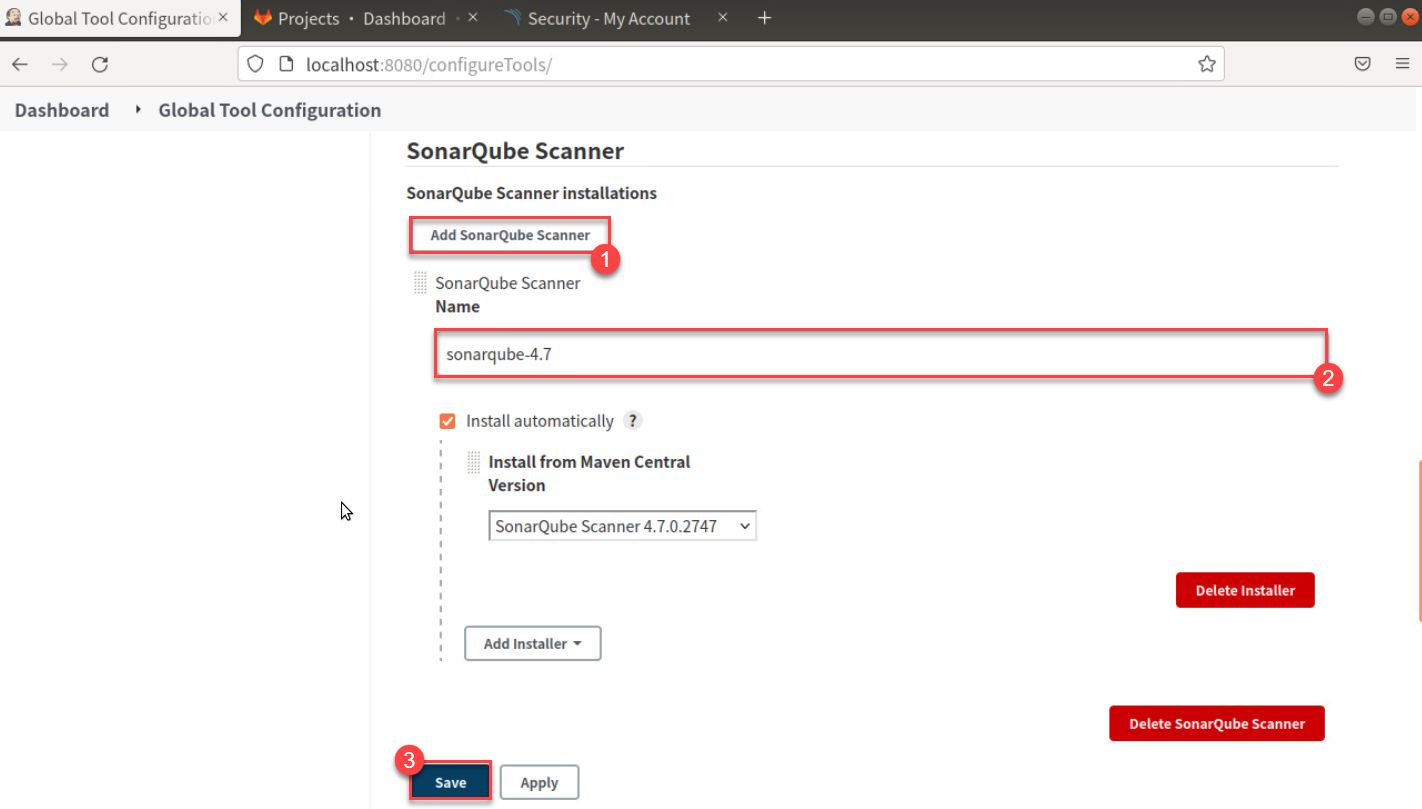 Global Tool Configuratio
Projects · Dashboard ·
Security - My Account
localhost:8080/configureTools/
Dashboard
Global Tool Configuration
SonarQube Scanner
SonarQube Scanner installations
Add SonarQube Scanner
1
SonarQube Scanner
Name
sonarqube-4.7
2
Install automatically ?
Install from Maven Central
Version
SonarQube Scanner 4.7.0.2747
Delete Installer
Add Installer
Delete SonarQube Scanner
3
Save
Apply